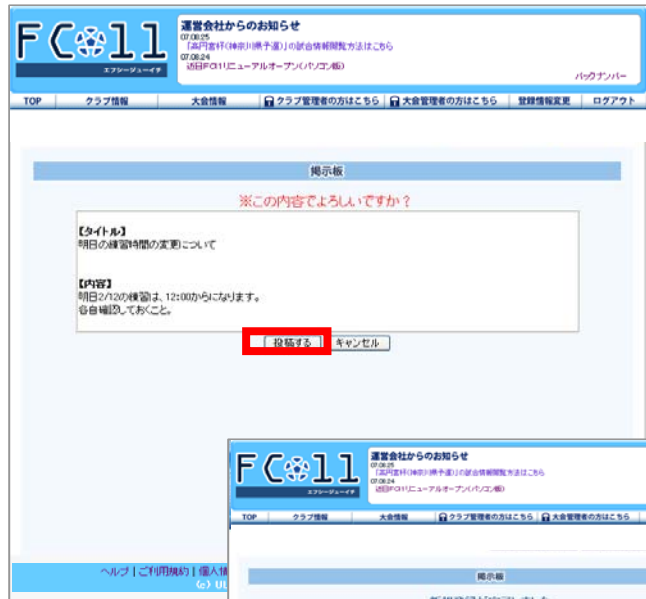 FC11
エフシージューイチ
運営会社からのお知らせ
07.08.25
「高円宮杯(神奈川県予選)」の試合情報閲覧方法はこちら
07.08.24
近日FC11リニューアルオープン(パソコン版)
バックナンバー
TOP クラブ情報 大会情報 クラブ管理者の方はこちら 大会管理者の方はこちら 登録情報変更 ログアウト
掲示板
※この内容でよろしいですか？
【タイトル】
明日の練習時間の変更について
【内容】
明日2/12の練習は、12:00からになります。
各自確認しておくこと。
投稿する キャンセル
FC11
エフシージューイチ
運営会社からのお知らせ
07.08.25
「高円宮杯(神奈川県予選)」の試合情報閲覧方法はこちら
07.08.24
近日FC11リニューアルオープン(パソコン版)
TOP クラブ情報 大会情報 クラブ管理者の方はこちら 大会管理者の方はこちら
掲示板
ヘルプ | ご利用規約 | 個人情
(c) UL